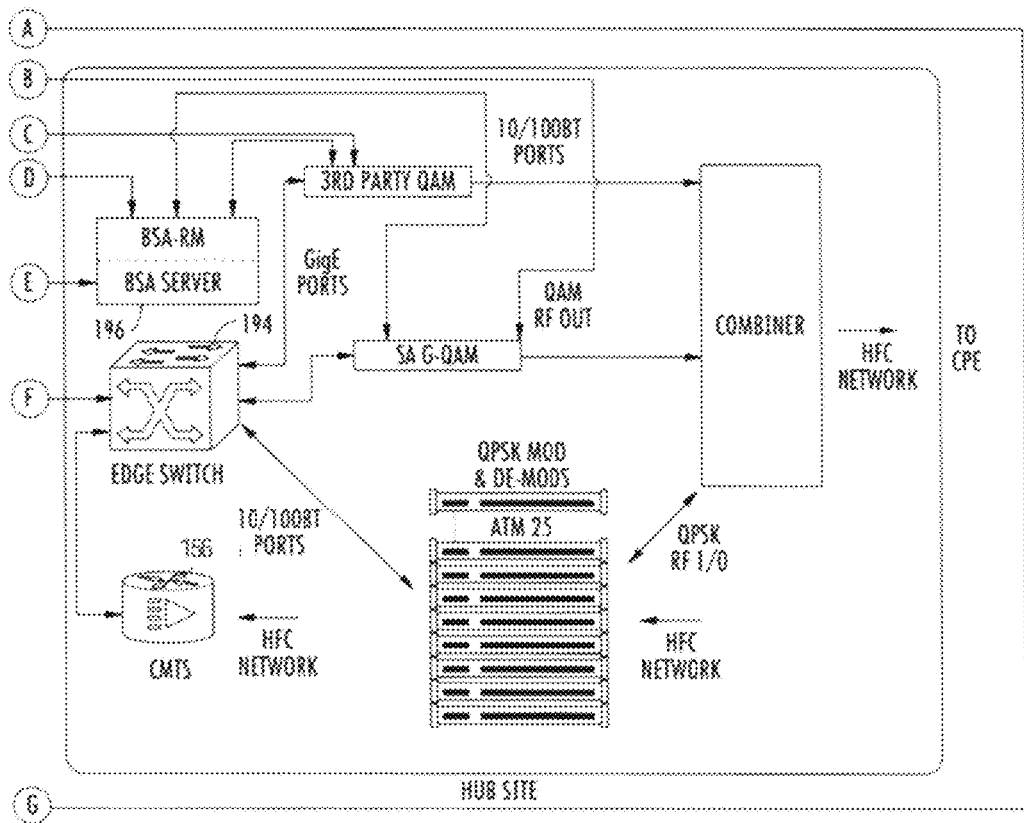 A
B
C
D
E
F
G
10/100BT
PORTS
3RD PARTY QAM
BSA-RM
BSA SERVER
GigE
PORTS
QAM
RF OUT
196
194
SA G-QAM
COMBINER
HFC
NETWORK
TO
CPE
EDGE SWITCH
QPSK MOD
& DE-MODS
ATM 25
10/100BT
PORTS
166
QPSK
RF I/O
CMTS
HFC
NETWORK
HFC
NETWORK
HUB SITE